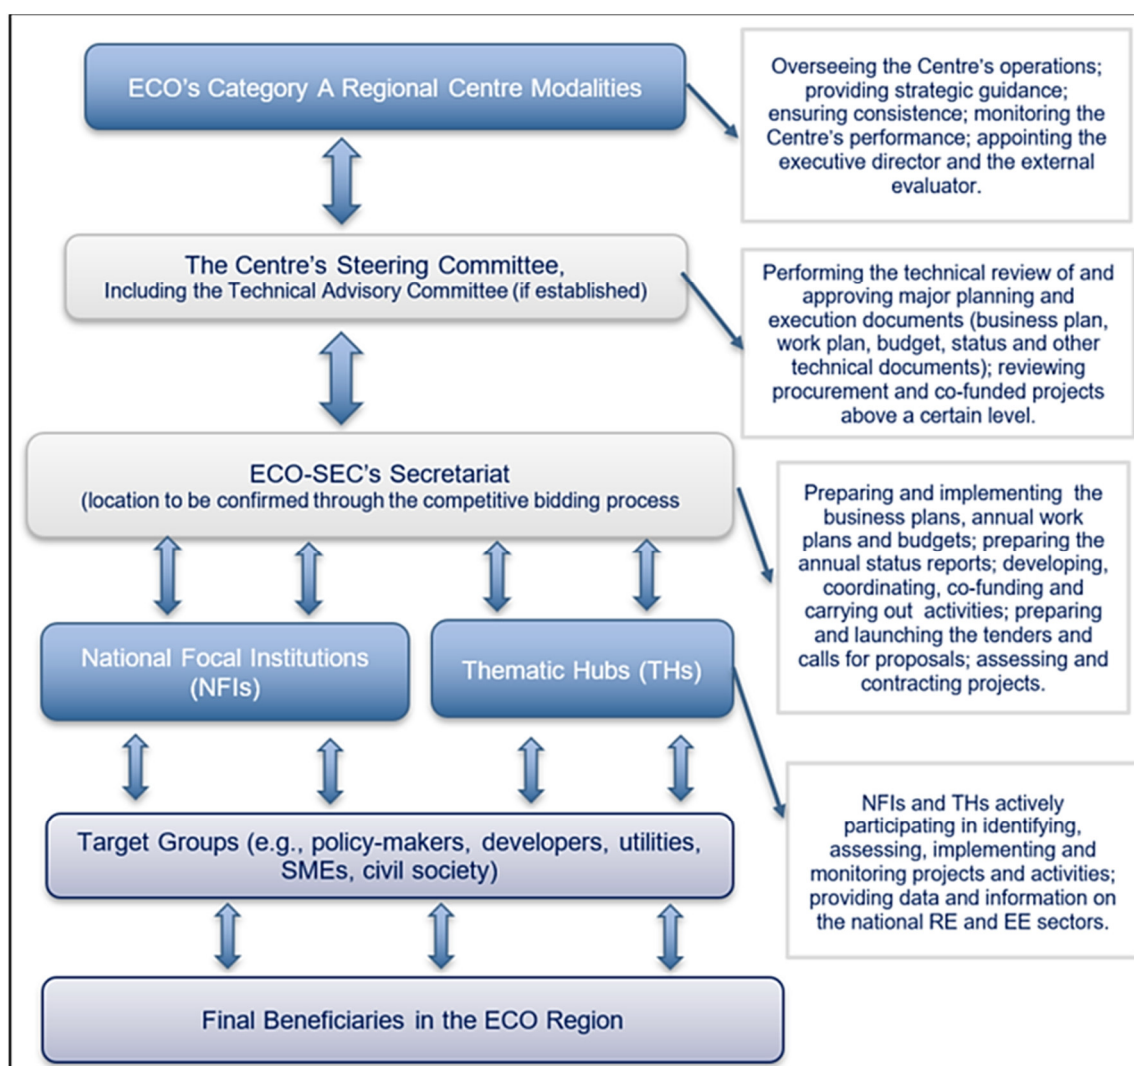 ECO's Category A Regional Centre Modalities
Overseeing the Centre's operations;
providing strategic guidance;
ensuring consistence; monitoring the
Centre's performance; appointing the
executive director and the external
evaluator.
The Centre's Steering Committee,
Including the Technical Advisory Committee (if established)
Performing the technical review of and
approving major planning and
execution documents (business plan,
work plan, budget, status and other
technical documents); reviewing
procurement and co-funded projects
above a certain level.
ECO-SEC's Secretariat
(location to be confirmed through the competitive bidding process
Preparing and implementing the
business plans, annual work
plans and budgets; preparing the
annual status reports; developing,
coordinating, co-funding and
carrying out activities; preparing
and launching the tenders and
calls for proposals; assessing and
contracting projects.
National Focal Institutions
(NFIs)
Thematic Hubs (THs)
NFIs and THs actively
participating in identifying,
assessing, implementing and
monitoring projects and activities;
providing data and information on
the national RE and EE sectors.
Target Groups (e.g., policy-makers, developers, utilities,
SMEs, civil society)
Final Beneficiaries in the ECO Region